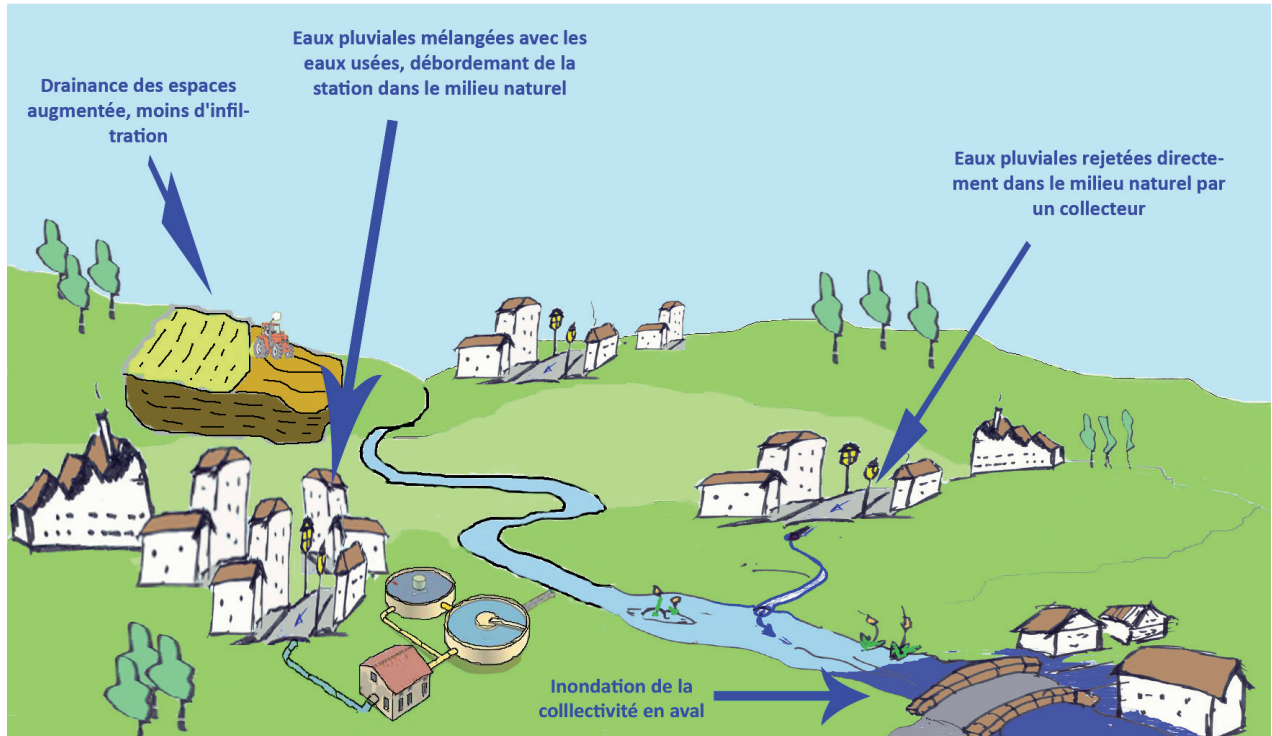 Eaux pluviales mélangées avec les
eaux usées, débordemant de la
station dans le milieu naturel
Drainance des espaces
augmentée, moins d'infil-
tration
Eaux pluviales rejetées directe-
ment dans le milieu naturel par
un collecteur
Inondation de la
colllectivité en aval